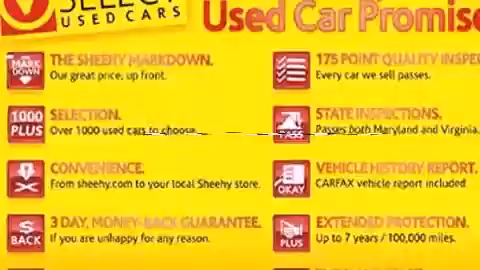 SELECT
USED CARS
Used Car Promise
MARK
DOWN
THE SHEEHY MARKDOWN.
Our great price, up front.
175 POINT QUALITY INSPE
Every car we sell passes.
1000
PLUS
SELECTION.
Over 1000 used cars to choose
PASS
STATE INSPECTIONS.
Passes both Maryland and Virginia.
CONVENIENCE.
From sheehy.com to your local Sheehy store.
OKAY
VEHICLE HISTORY REPORT.
CARFAX vehicle report included
$
BACK
3 DAY, MONEY-BACK GUARANTEE.
If you are unhappy for any reason.
PLUS
EXTENDED PROTECTION.
Up to 7 years / 100,000 miles.